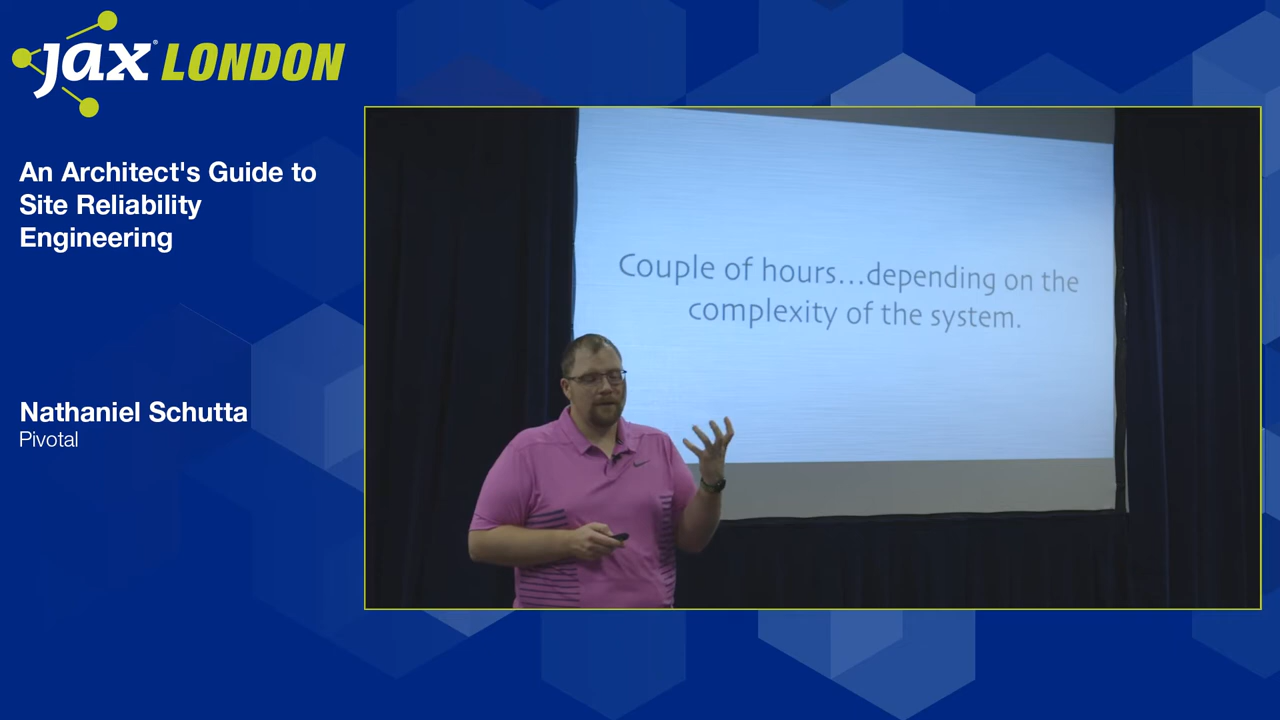 jax LONDON
An Architect's Guide to
Site Reliability
Engineering
Nathaniel Schutta
Pivotal
Couple of hours...depending on the
complexity of the system.